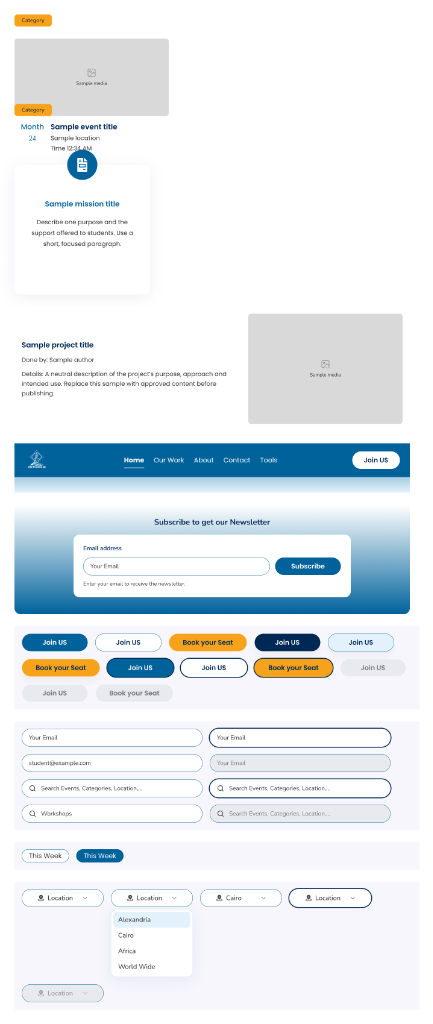 Category
Sample media
Category
Month
24
Sample event title
Sample location
Time 12:34 AM
Sample mission title
Describe one purpose and the
support offered to students. Use a
short, focused paragraph.
Sample project title
Done by: Sample author
Details: A neutral description of the project's purpose, approach and
intended use. Replace this sample with approved content before
publishing.
Sample media
Home Our Work About Contact Tools Join US
Subscribe to get our Newsletter
Email address
Your Email Subscribe
Enter your email to receive the newsletter.
Join US Join US Book your Seat Join US Join US
Book your Seat Join US Join US Book your Seat Join US
Join US Book your Seat
Your Email Your Email
student@example.com Your Email
Search Events, Categories, Location,... Search Events, Categories, Location,...
Workshops Search Events, Categories, Location,...
This Week This Week
Location Location Cairo Location
Alexandria
Cairo
Africa
World Wide
Location